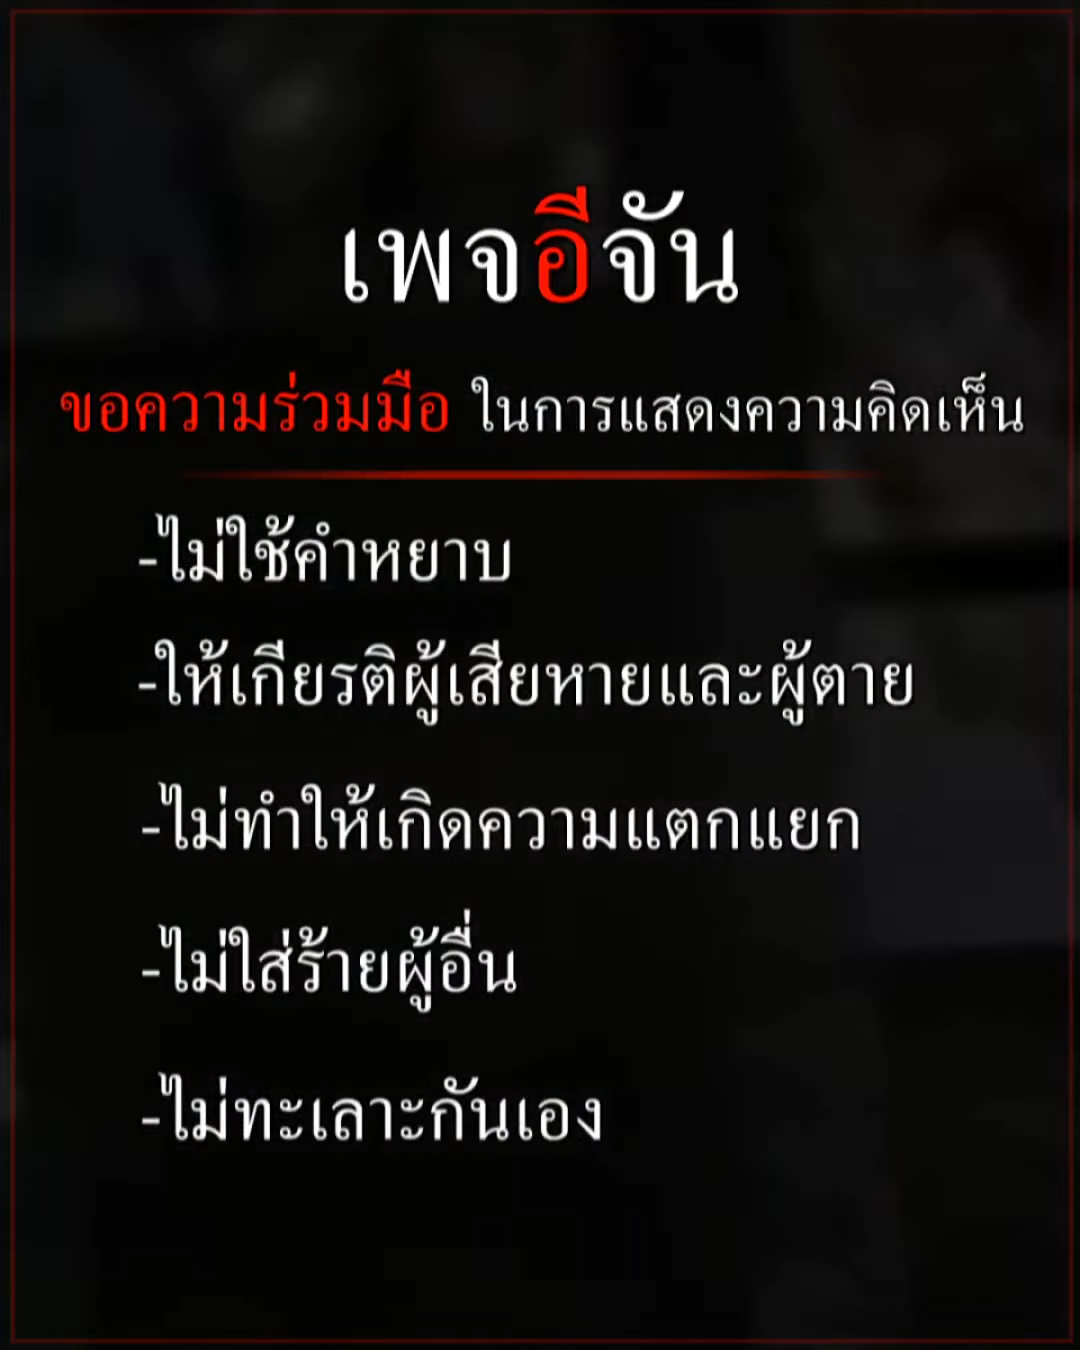 เพจอีจัน
ขอความร่วมมือ ในการแสดงความคิดเห็น
-ไม่ใช้คำหยาบ
-ให้เกียรติผู้เสียหายและผู้ตาย
-ไม่ทำให้เกิดความแตกแยก
-ไม่ใส่ร้ายผู้อื่น
-ไม่ทะเลาะกันเอง